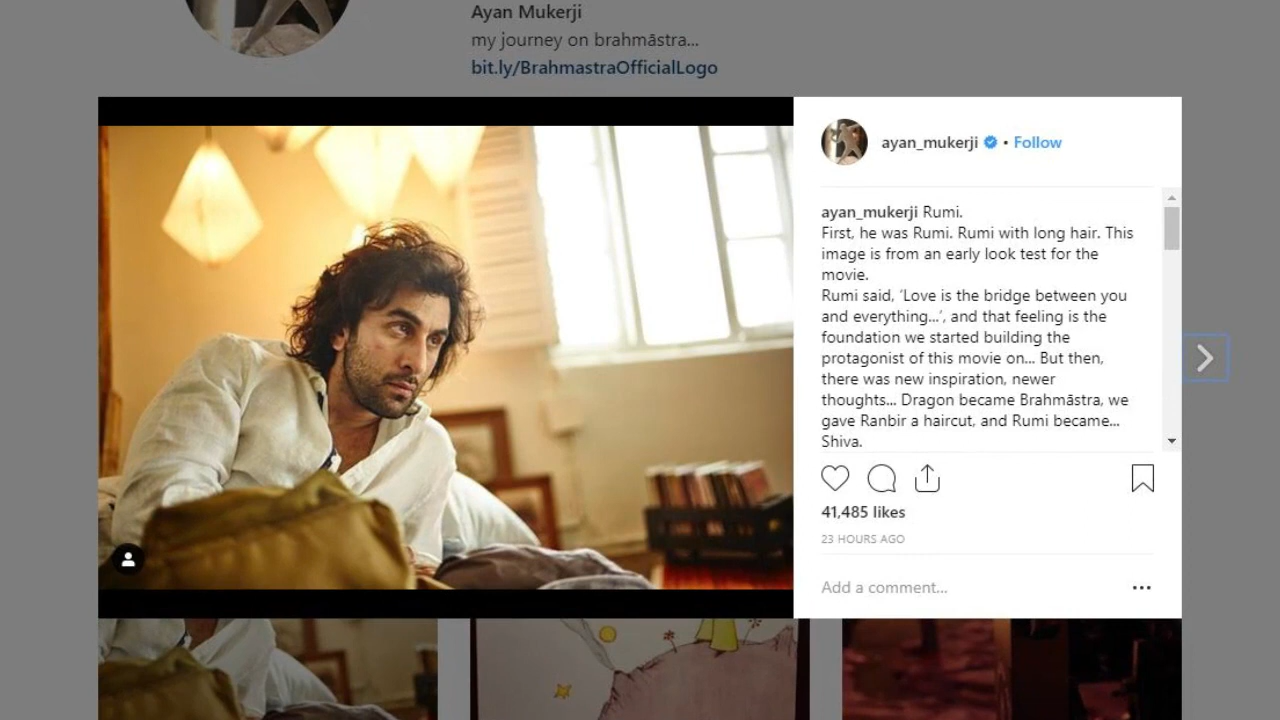 Ayan Mukerji
my journey on brahmāstra...
bit.ly/BrahmastraOfficialLogo
ayan_mukerji • Follow
ayan_mukerji Rumi.
First, he was Rumi. Rumi with long hair. This
image is from an early look test for the
movie.
Rumi said, ‘Love is the bridge between you
and everything...’, and that feeling is the
foundation we started building the
protagonist of this movie on... But then,
there was new inspiration, newer
thoughts... Dragon became Brahmāstra, we
gave Ranbir a haircut, and Rumi became...
Shiva.
41,485 likes
23 HOURS AGO
Add a comment...